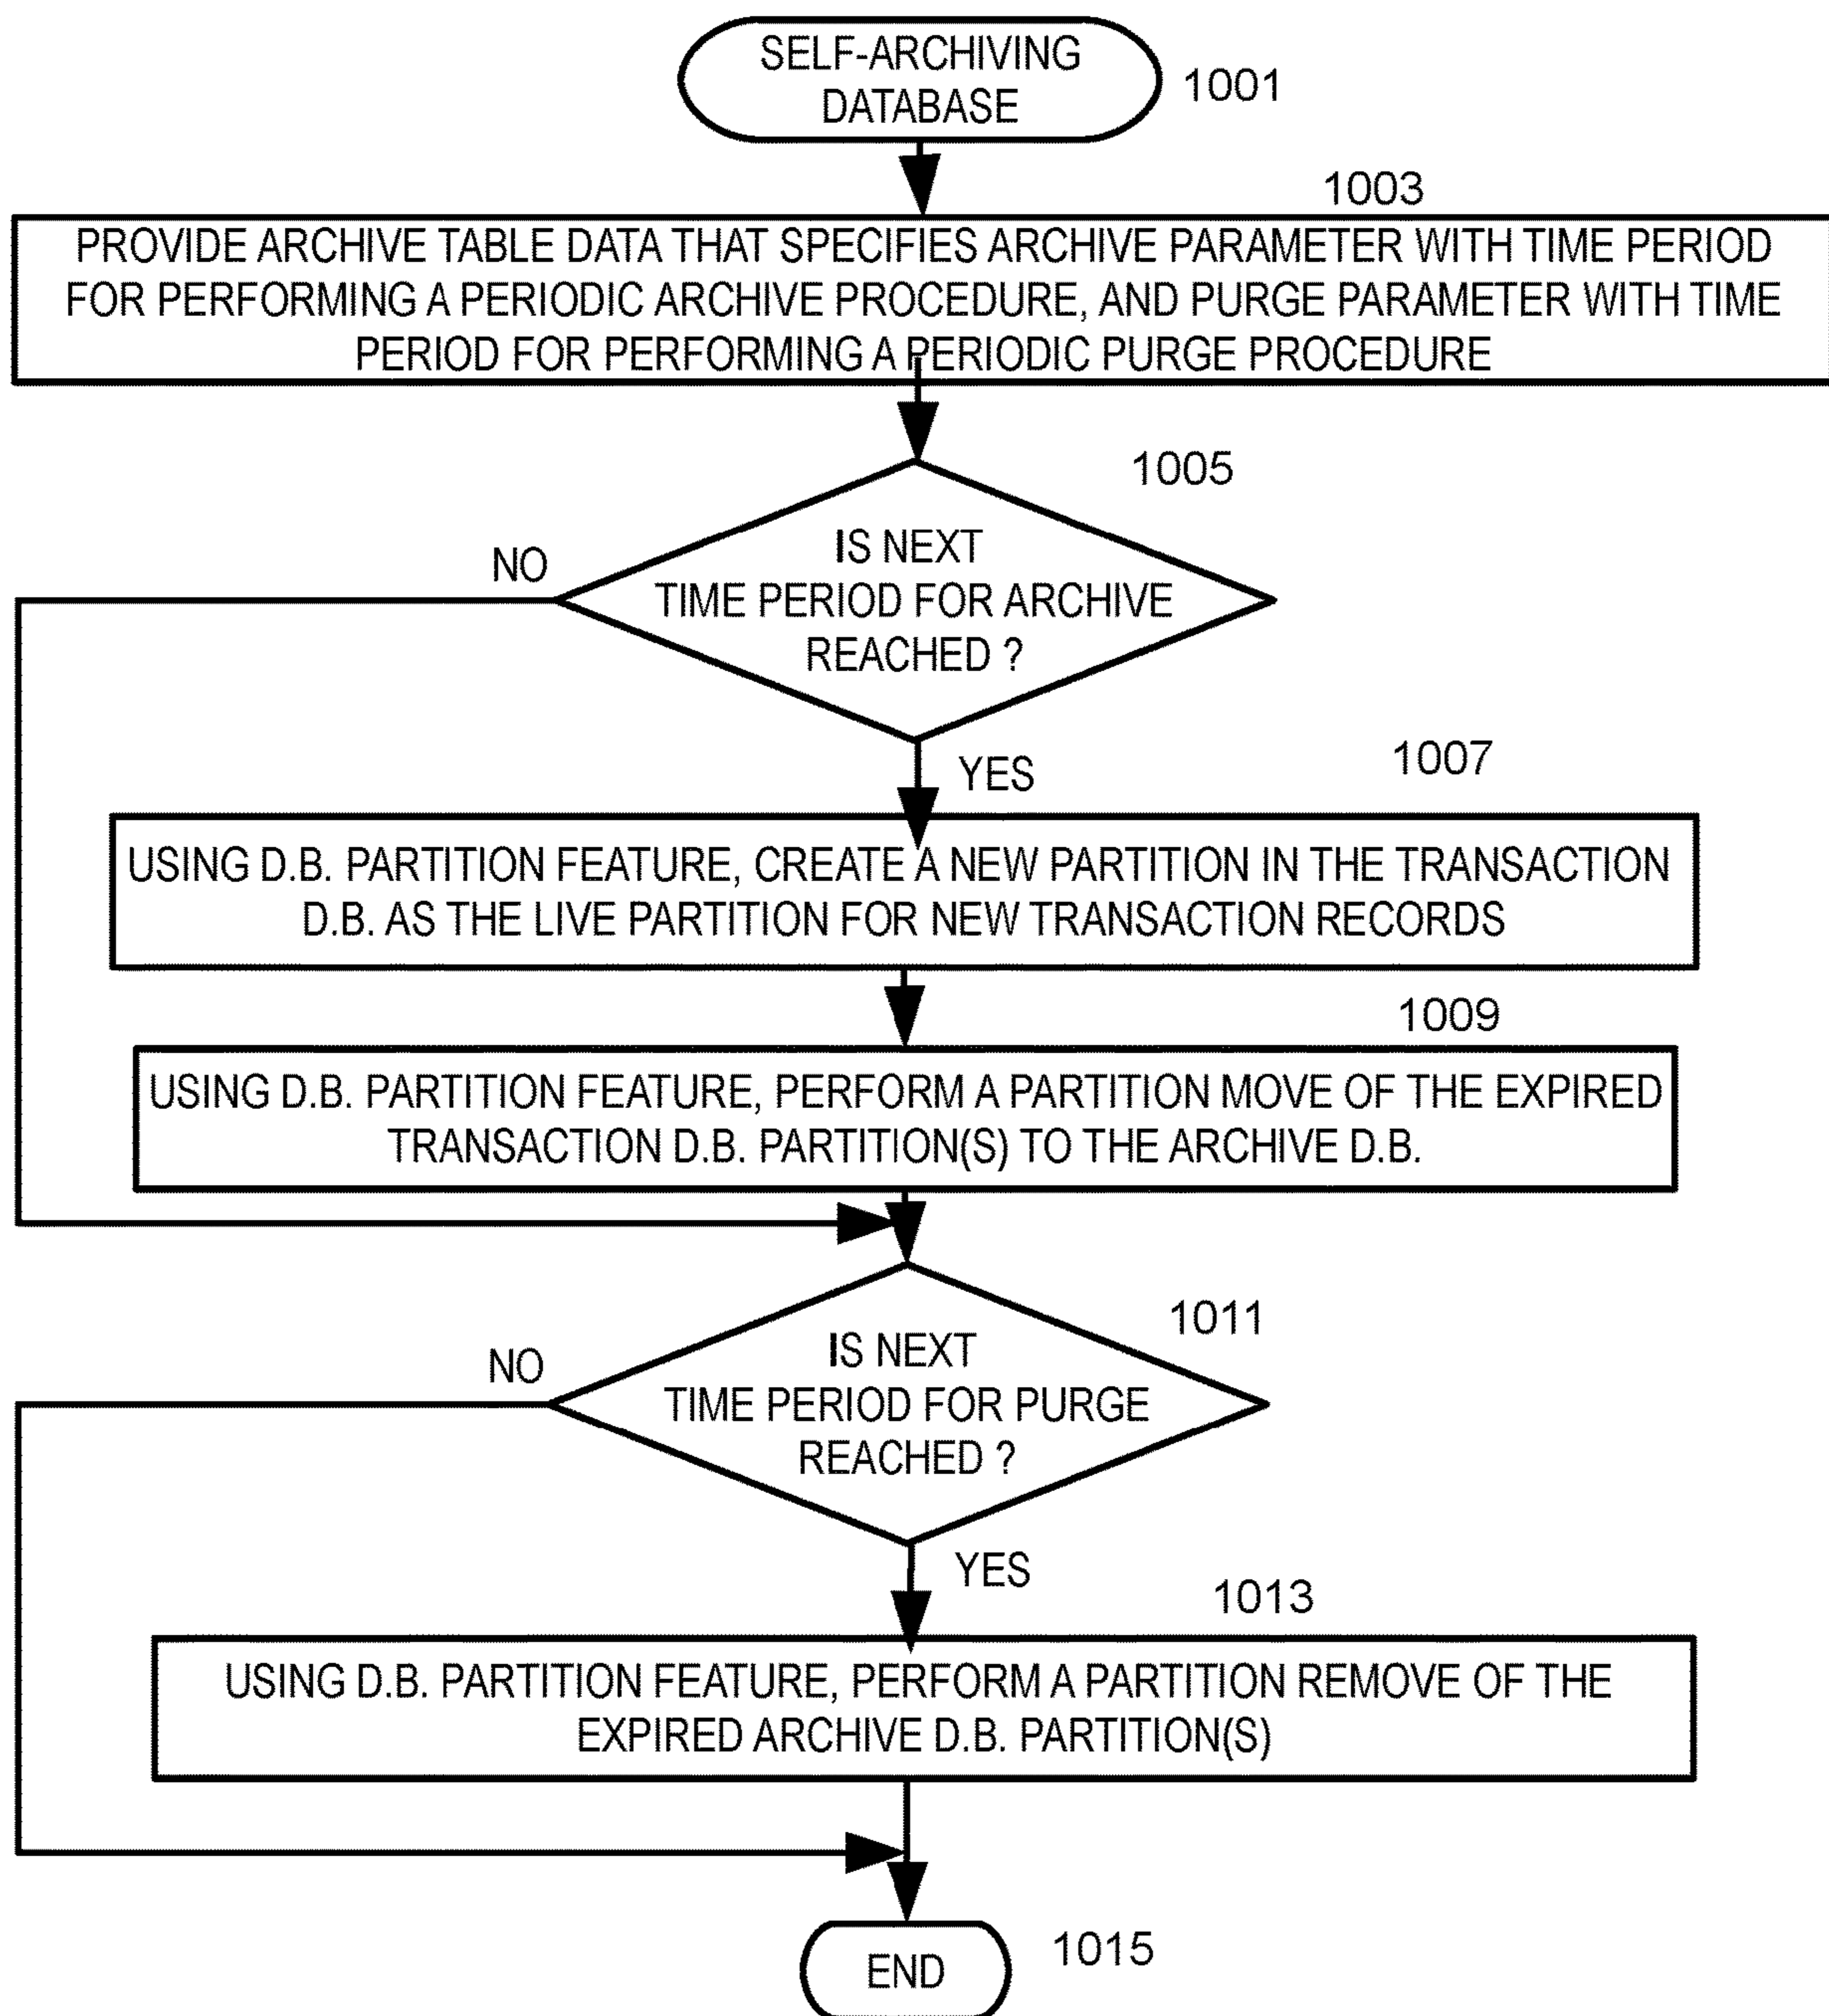 SELF-ARCHIVING
DATABASE
1001
1003
PROVIDE ARCHIVE TABLE DATA THAT SPECIFIES ARCHIVE PARAMETER WITH TIME PERIOD
FOR PERFORMING A PERIODIC ARCHIVE PROCEDURE, AND PURGE PARAMETER WITH TIME
PERIOD FOR PERFORMING A PERIODIC PURGE PROCEDURE
1005
IS NEXT
TIME PERIOD FOR ARCHIVE
REACHED ?
NO
YES
1007
USING D.B. PARTITION FEATURE, CREATE A NEW PARTITION IN THE TRANSACTION
D.B. AS THE LIVE PARTITION FOR NEW TRANSACTION RECORDS
1009
USING D.B. PARTITION FEATURE, PERFORM A PARTITION MOVE OF THE EXPIRED
TRANSACTION D.B. PARTITION(S) TO THE ARCHIVE D.B.
1011
IS NEXT
TIME PERIOD FOR PURGE
REACHED ?
NO
YES
1013
USING D.B. PARTITION FEATURE, PERFORM A PARTITION REMOVE OF THE
EXPIRED ARCHIVE D.B. PARTITION(S)
END
1015